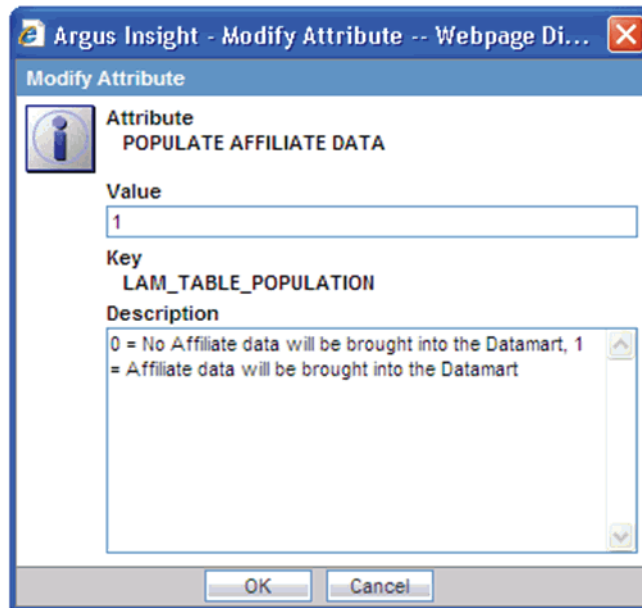 Argus Insight - Modify Attribute -- Webpage Di...
Modify Attribute
Attribute
POPULATE AFFILIATE DATA
Value
1
Key
LAM_TABLE_POPULATION
Description
0 = No Affiliate data will be brought into the Datamart, 1
= Affiliate data will be brought into the Datamart
OK Cancel